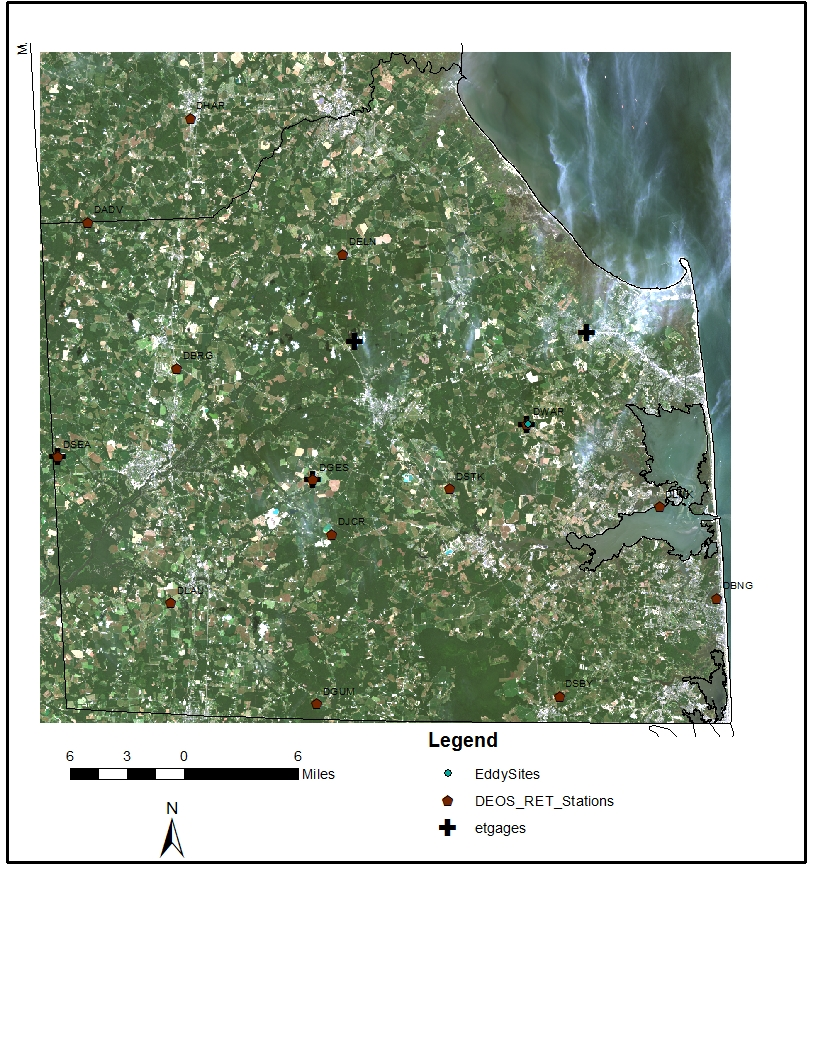 M.
DHAR
DADV
DELN
DBRG
DWAR
DSEA
DGES
DSTK
DJCR
DBNG
DLAU
DSBY
DGUM
Legend
6 3 0 6
Miles
EddySites
N
DEOS_RET_Stations
etgages